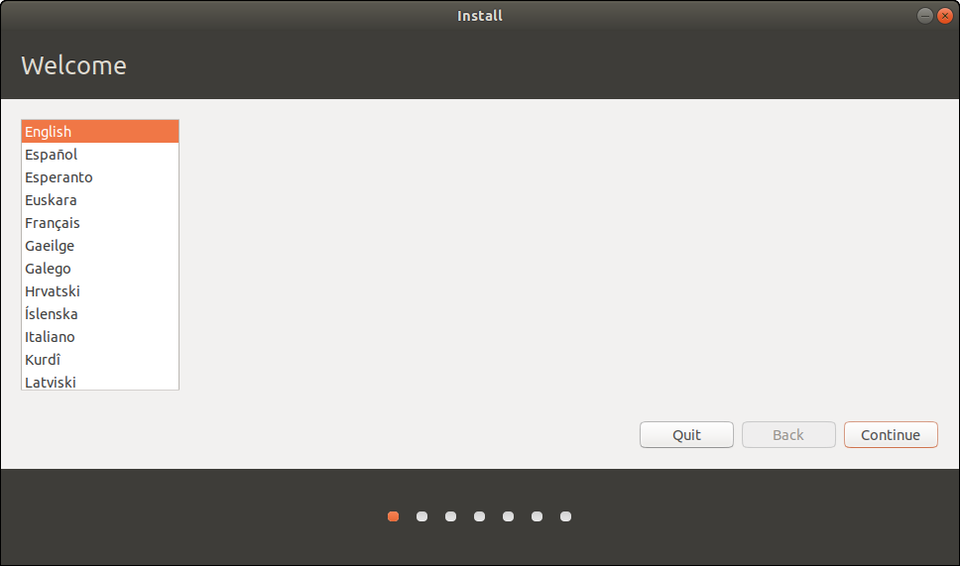 Install
Welcome
English
Español
Esperanto
Euskara
Français
Gaeilge
Galego
Hrvatski
Íslenska
Italiano
Kurdî
Latviski
Quit
Back
Continue